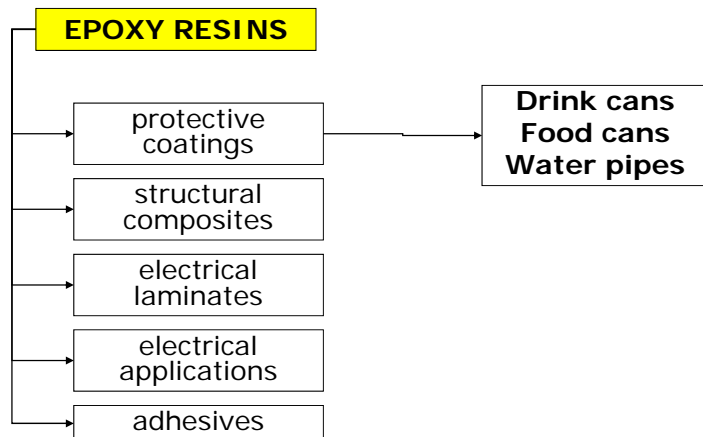 EPOXY RESINS
protective
coatings
Drink cans
Food cans
Water pipes
structural
composites
electrical
laminates
electrical
applications
adhesives